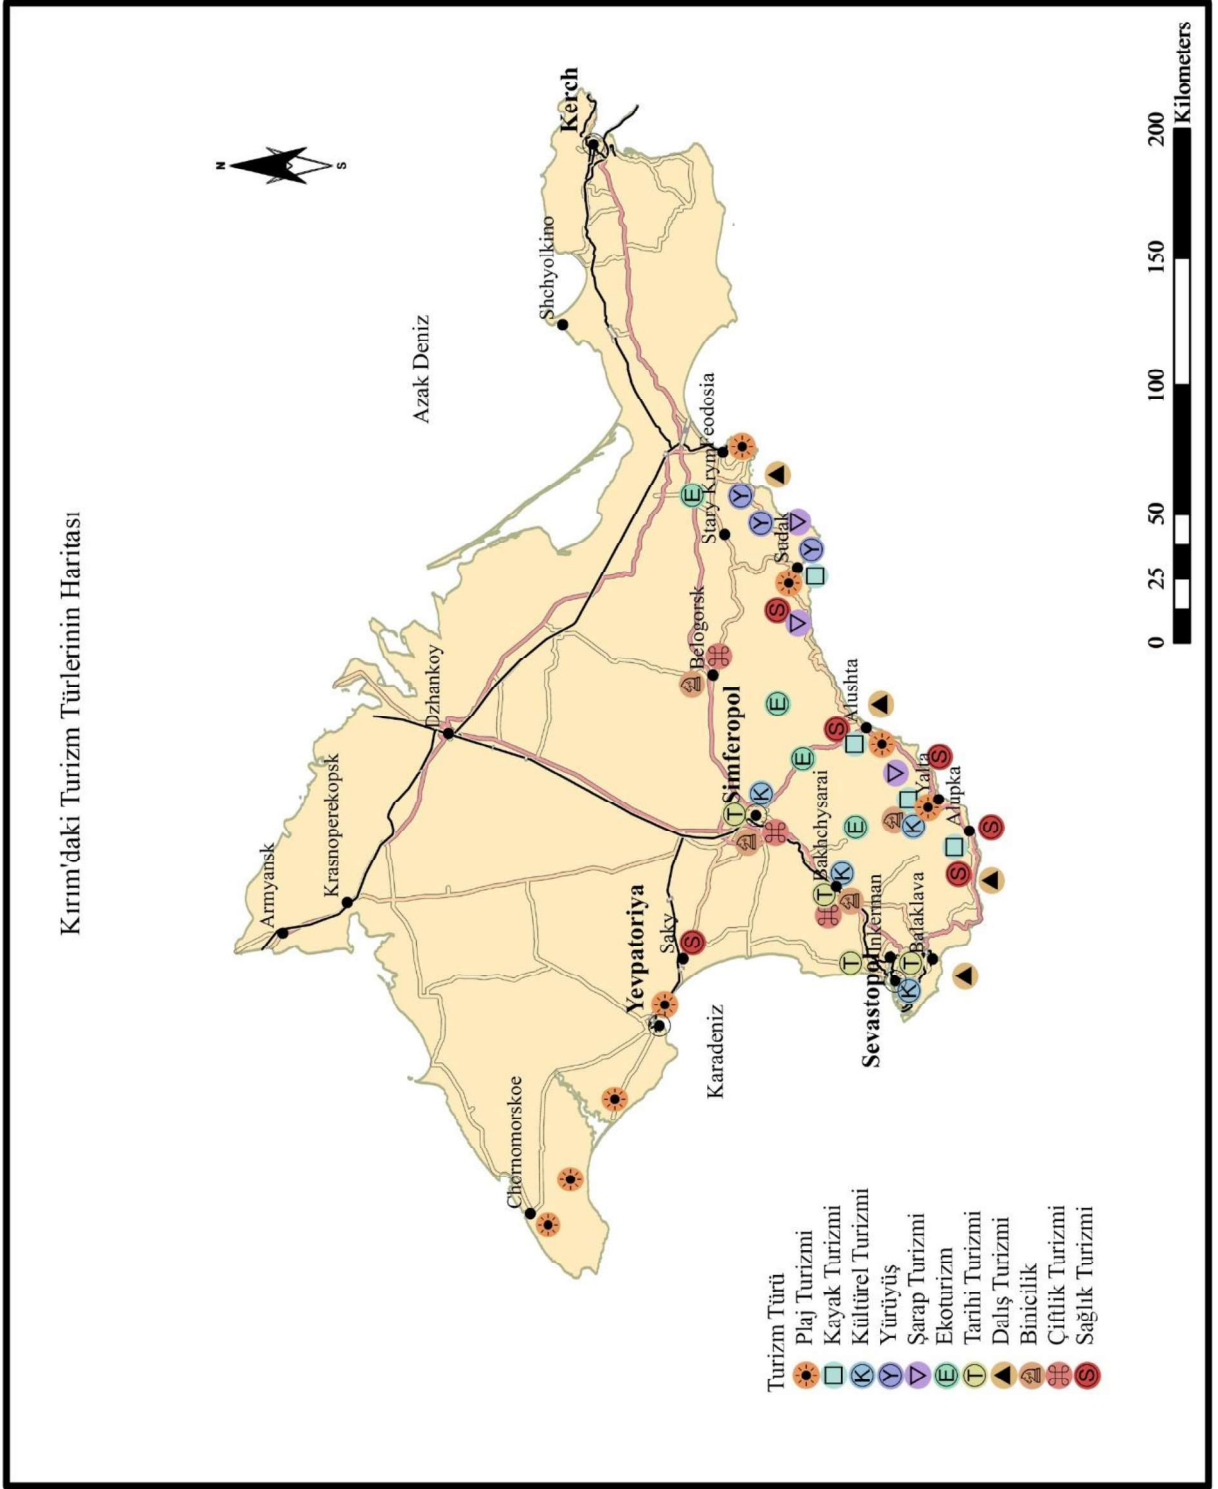 Kırım'daki Turizm Türlerinin Haritası
N
S
Azak Deniz
Karadeniz
Armyansk
Krasnoperekopsk
Dzhankoy
Chornomorskoe
Yevpatoriya
Saky
Simferopol
Belogorsk
Stary Krym
Feodosia
Shchyolkino
Kerch
Sudak
Alushta
Yalta
Alupka
Bakhchysarai
Inkerman
Sevastopol
Balaklava
Turizm Türü
Plaj Turizmi
Kayak Turizmi
K Kültürel Turizmi
Y Yürüyüş
Şarap Turizmi
E Ekoturizm
T Tarihi Turizmi
Dalış Turizmi
Binicilik
Çiftlik Turizmi
S Sağlık Turizmi
0 25 50 100 150 200
Kilometers